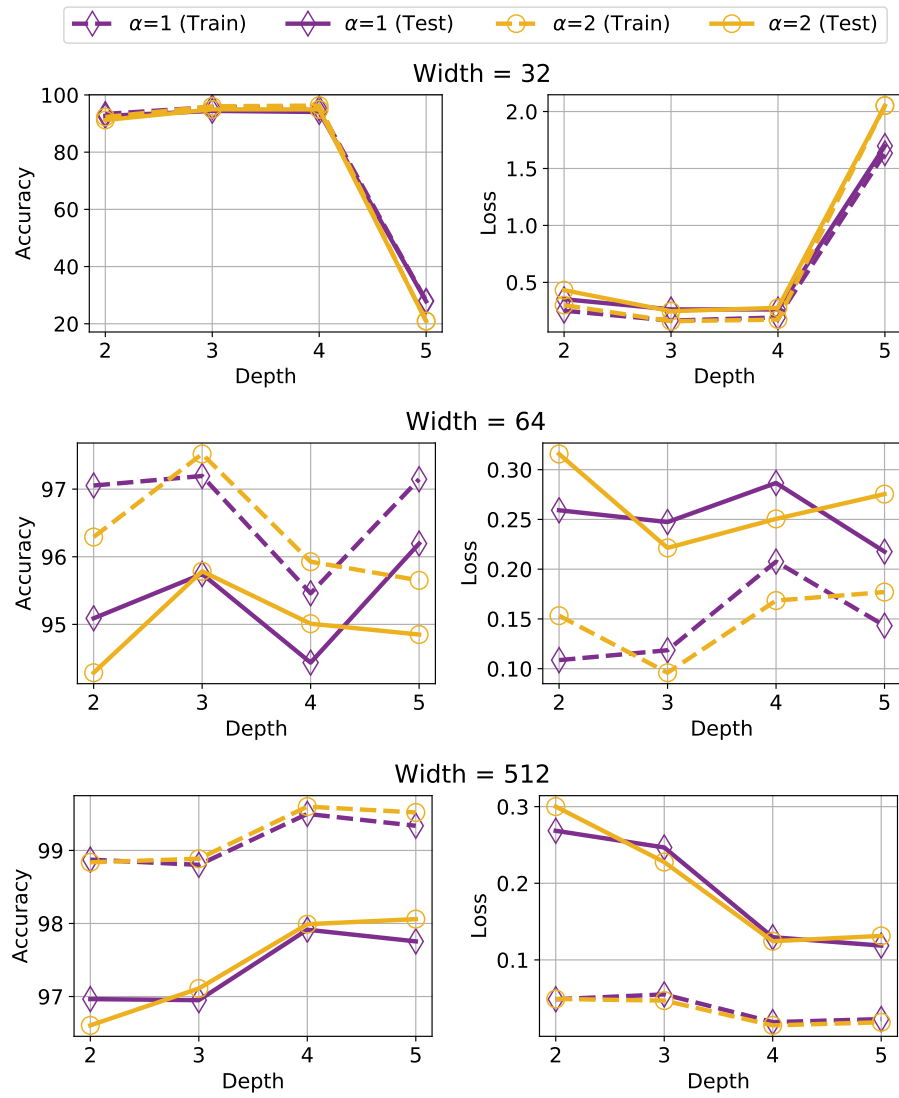 α=1 (Train) α=1 (Test) α=2 (Train) α=2 (Test)
Width = 32
Accuracy
100
80
60
40
20
2 3 4 5
Depth
Loss
2.0
1.5
1.0
0.5
2 3 4 5
Depth
Width = 64
Accuracy
97
96
95
2 3 4 5
Depth
Loss
0.30
0.25
0.20
0.15
0.10
2 3 4 5
Depth
Width = 512
Accuracy
99
98
97
2 3 4 5
Depth
Loss
0.3
0.2
0.1
2 3 4 5
Depth